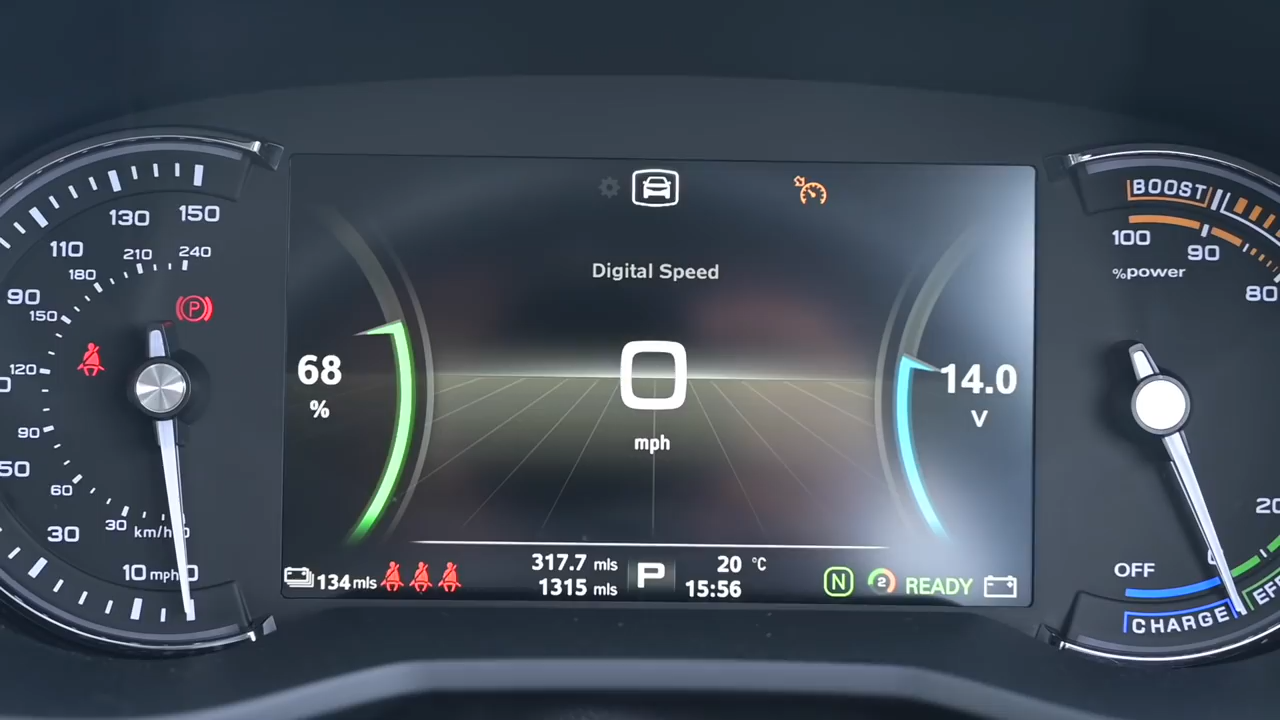 150
130
110
90
50
30
10 mph 0
240
210
180
150
120
90
60
30 km/h
P
Digital Speed
0
mph
68
%
14.0
V
134 mls
317.7 mls
1315 mls
P
20 °C
15:56
N
2
READY
BOOST
100
90
80
%power
20
OFF
CHARGE